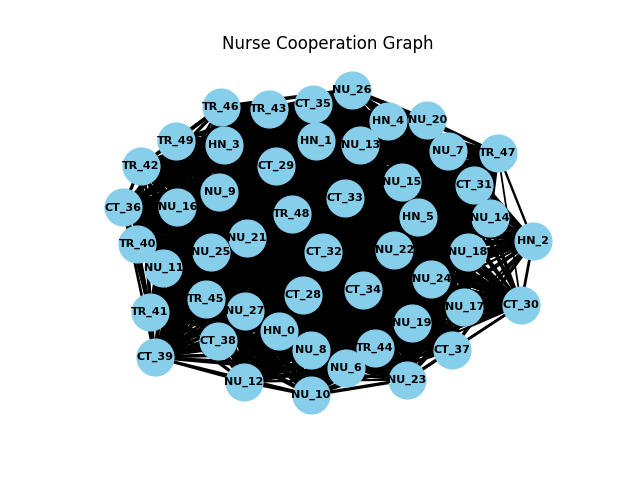 Nurse Cooperation Graph
NU_26
TR_46
TR_43
CT_35
HN_4
NU_20
TR_49
HN_3
HN_1
NU_13
NU_7
TR_47
TR_42
CT_29
NU_15
CT_31
CT_36
NU_16
NU_9
CT_33
TR_48
HN_5
NU_14
TR_40
NU_21
NU_25
CT_32
NU_22
NU_18
HN_2
NU_11
NU_24
TR_45
CT_28
CT_34
NU_17
CT_30
TR_41
NU_27
HN_0
NU_19
CT_38
NU_8
TR_44
CT_37
CT_39
NU_6
NU_12
NU_23
NU_10